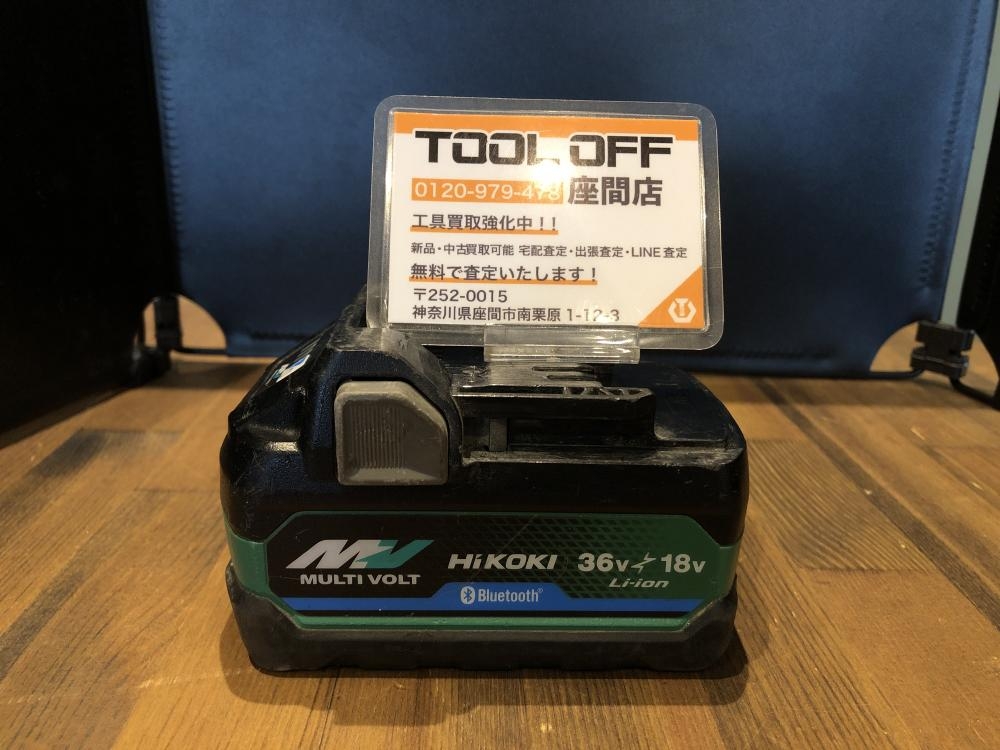 TOOL OFF
0120-979-478 座間店
工具買取強化中！！
新品・中古買取可能 宅配査定・出張査定・LINE査定
無料で査定いたします！
〒252-0015
神奈川県座間市南栗原 1-12-3
MULTI VOLT
HiKOKI
36v 18v
Li-ion
Bluetooth®